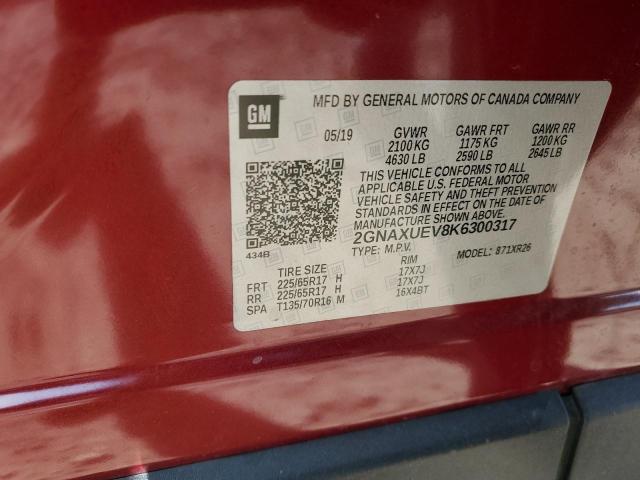 GM
MFD BY GENERAL MOTORS OF CANADA COMPANY
05/19 GVWR GAWR FRT GAWR RR
2100 KG 1175 KG 1200 KG
4630 LB 2590 LB 2645 LB
THIS VEHICLE CONFORMS TO ALL
APPLICABLE U.S. FEDERAL MOTOR
VEHICLE SAFETY AND THEFT PREVENTION
STANDARDS IN EFFECT ON THE DATE OF
MANUFACTURE SHOWN ABOVE.
2GNAXUEV8K6300317
434B TYPE: M.P.V. MODEL: 871XR26
TIRE SIZE RIM
FRT 225/65R17 H 17X7J
RR 225/65R17 H 17X7J
SPA T135/70R16 M 16X4BT